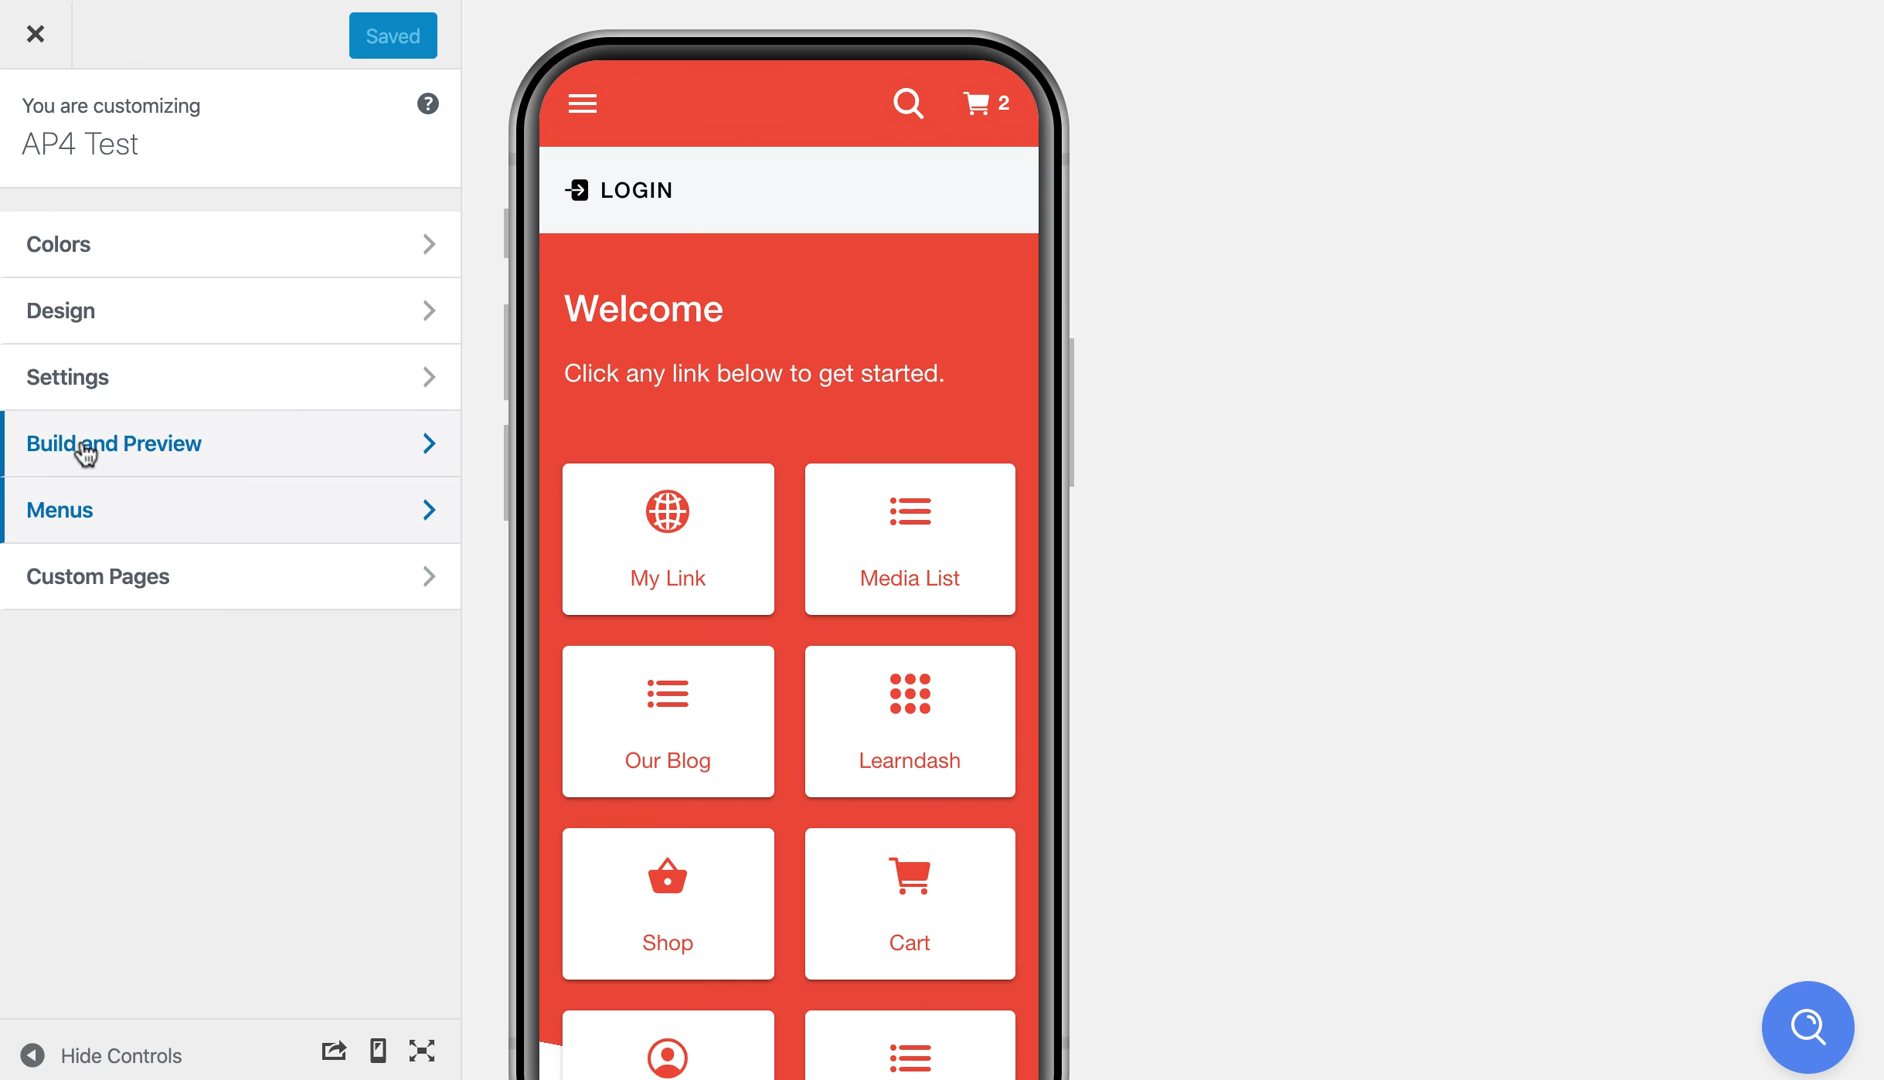 Saved
You are customizing
AP4 Test
Colors
Design
Settings
Build and Preview
Menus
Custom Pages
Hide Controls
2
LOGIN
Welcome
Click any link below to get started.
My Link
Media List
Our Blog
Learndash
Shop
Cart